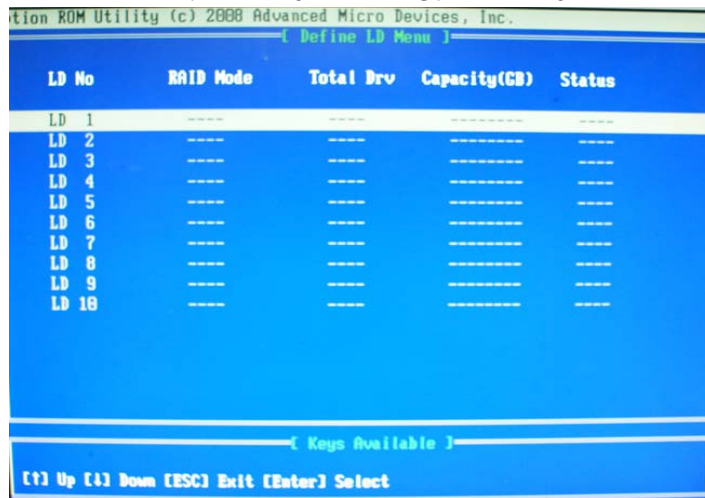 tion ROM Utility (c) 2008 Advanced Micro Devices, Inc.
[ Define LD Menu ]
LD No RAID Mode Total Drv Capacity(GB) Status
LD 1 ---- ---- -------- ----
LD 2 ---- ---- -------- ----
LD 3 ---- ---- -------- ----
LD 4 ---- ---- -------- ----
LD 5 ---- ---- -------- ----
LD 6 ---- ---- -------- ----
LD 7 ---- ---- -------- ----
LD 8 ---- ---- -------- ----
LD 9 ---- ---- -------- ----
LD 10 ---- ---- -------- ----
[ Keys Available ]
[↑] Up [↓] Down [ESC] Exit [Enter] Select